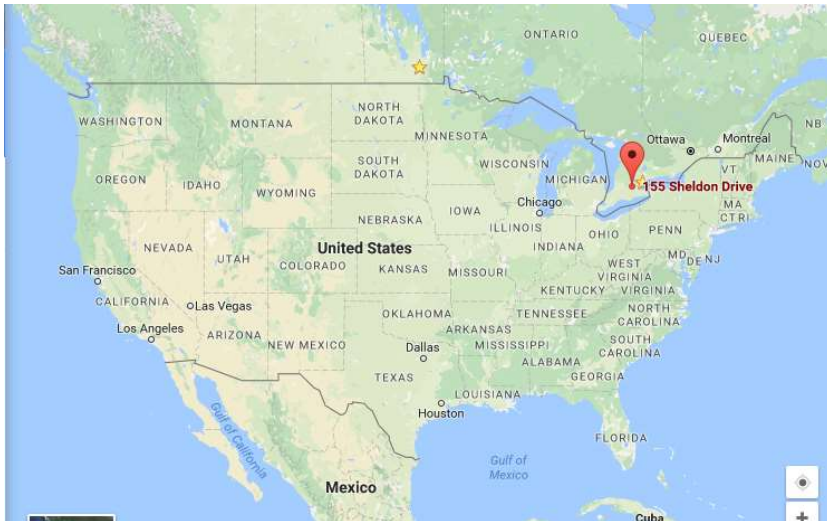 ONTARIO
QUEBEC
WASHINGTON
MONTANA
NORTH
DAKOTA
MINNESOTA
Ottawa
Montreal
NB
MAINE
NOV
OREGON
IDAHO
WYOMING
SOUTH
DAKOTA
WISCONSIN
MICHIGAN
155 Sheldon Drive
VT
MA
CT RI
Chicago
IOWA
NEBRASKA
ILLINOIS
INDIANA
OHIO
PENN
NEVADA
UTAH
COLORADO
United States
KANSAS
MISSOURI
WEST
VIRGINIA
MD
DE
NJ
San Francisco
KENTUCKY
VIRGINIA
CALIFORNIA
Las Vegas
OKLAHOMA
TENNESSEE
NORTH
CAROLINA
Los Angeles
ARIZONA
NEW MEXICO
ARKANSAS
MISSISSIPPI
SOUTH
CAROLINA
Dallas
ALABAMA
TEXAS
GEORGIA
LOUISIANA
Houston
Gulf of California
FLORIDA
Gulf of
Mexico
Mexico
Cuba
+